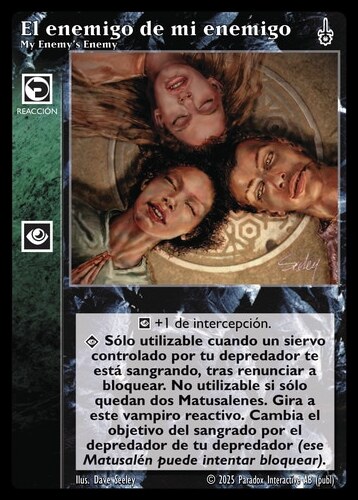 El enemigo de mi enemigo
My Enemy's Enemy
REACCIÓN
+1 de intercepción.
Sólo utilizable cuando un siervo
controlado por tu depredador te
está sangrando, tras renunciar a
bloquear. No utilizable si sólo
quedan dos Matusalenes. Gira a
este vampiro reactivo. Cambia el
objetivo del sangrado por el
depredador de tu depredador (ese
Matusalén puede intentar bloquear).
Seeley
Illus. Dave Seeley © 2025 Paradox Interactive AB (publ)